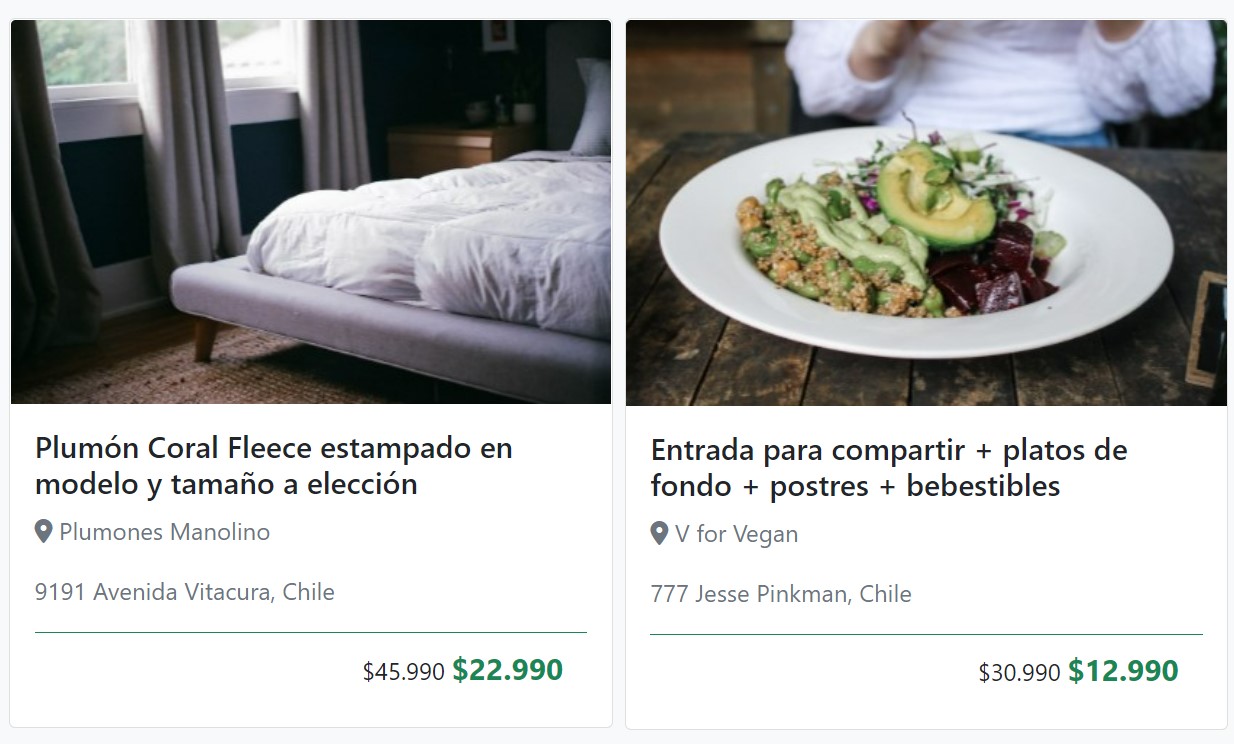 Plumón Coral Fleece estampado en
modelo y tamaño a elección
Plumones Manolino
9191 Avenida Vitacura, Chile
$45.990 $22.990
Entrada para compartir + platos de
fondo + postres + bebestibles
V for Vegan
777 Jesse Pinkman, Chile
$30.990 $12.990